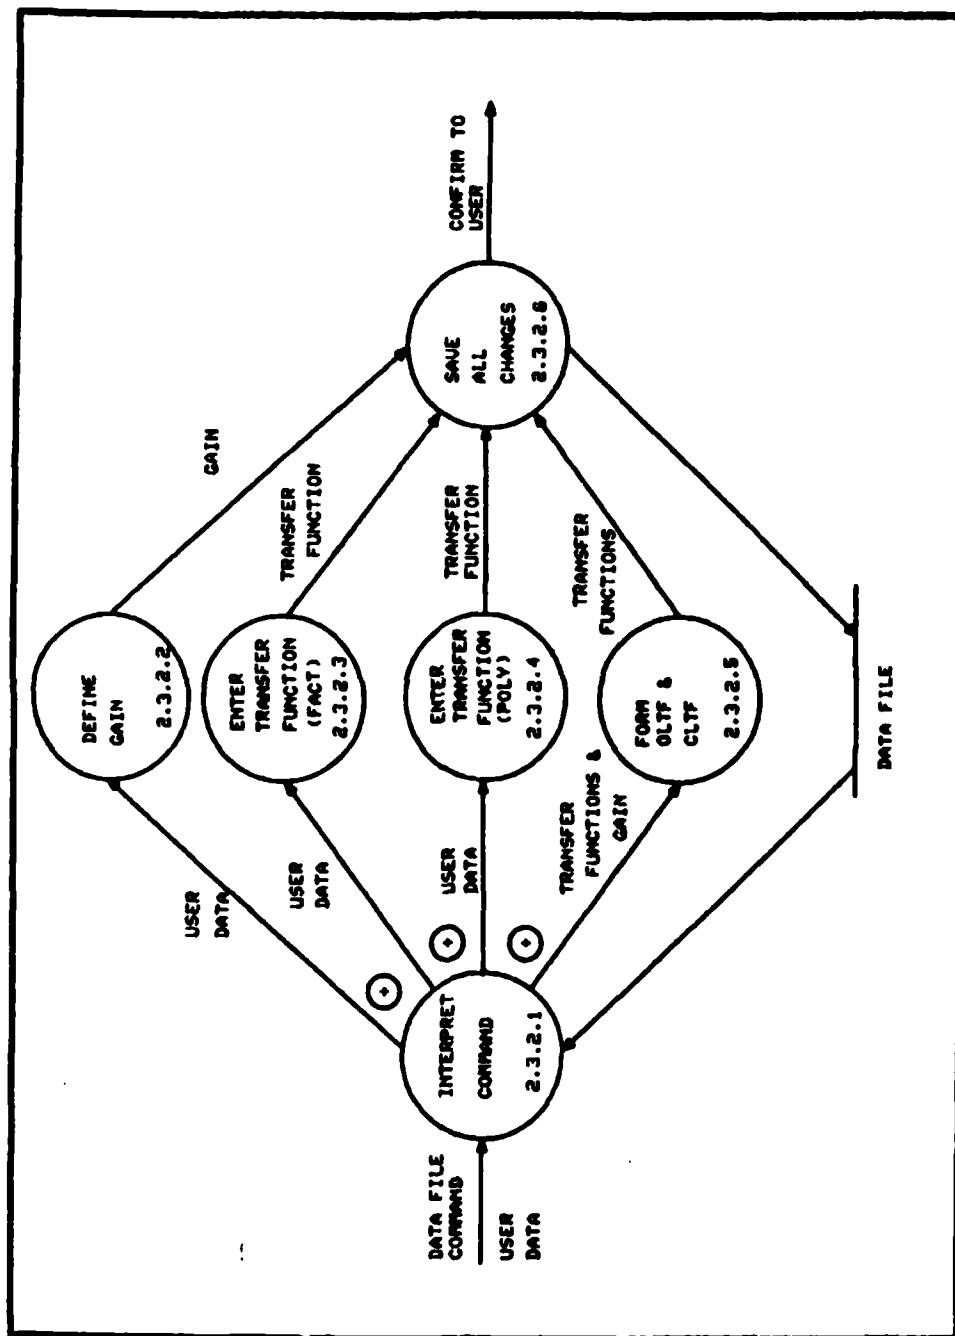 DEFINE
GAIN
2.3.2.2
USER
DATA
GAIN
ENTER
TRANSFER
FUNCTION
(FACT)
2.3.2.3
USER
DATA
TRANSFER
FUNCTION
DATA FILE
COMMAND
USER
DATA
INTERPRET
COMMAND
2.3.2.1
+
+
+
USER
DATA
ENTER
TRANSFER
FUNCTION
(POLY)
2.3.2.4
TRANSFER
FUNCTION
SAVE
ALL
CHANGES
2.3.2.6
CONFIRM TO
USER
TRANSFER
FUNCTIONS &
GAIN
FORM
OLTF &
CLTF
2.3.2.5
TRANSFER
FUNCTIONS
DATA FILE